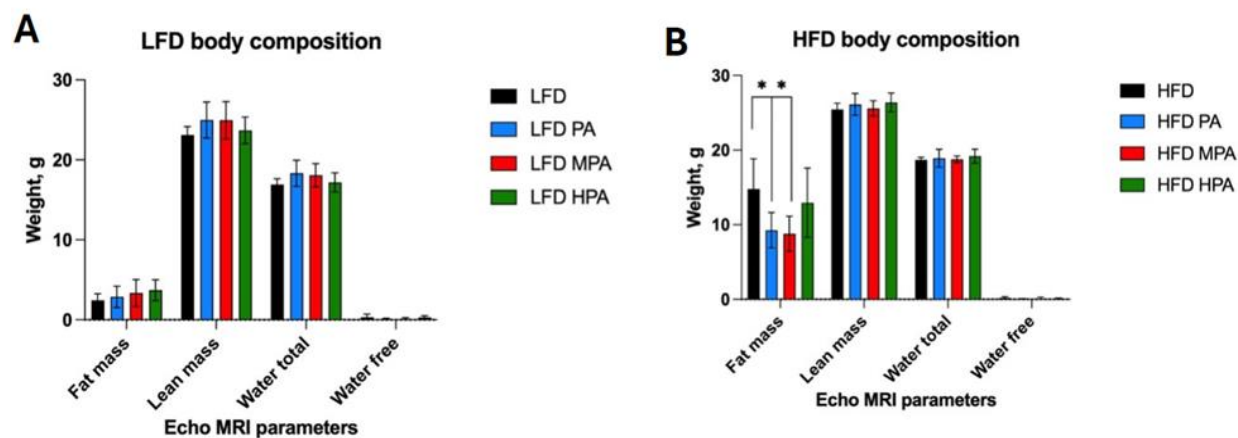 A
LFD body composition
30
20
10
0
Weight, g
Fat mass
Lean mass
Water total
Water free
Echo MRI parameters
LFD
LFD PA
LFD MPA
LFD HPA
B
HFD body composition
* *
30
20
10
0
Weight, g
Fat mass
Lean mass
Water total
Water free
Echo MRI parameters
HFD
HFD PA
HFD MPA
HFD HPA